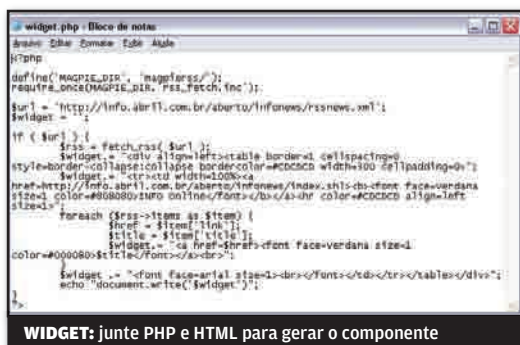 widget.php - Bloco de notas
Arquivo Editar Formatar Exibir Ajuda
<?php
define('MAGPIE_DIR', 'magpierss/');
require_once(MAGPIE_DIR.'rss_fetch.inc');
$url = 'http://info.abril.com.br/aberto/infonews/rssnews.xml';
$widget = '';
if ( $url ) {
$rss = fetch_rss( $url );
$widget.= "<div align=left><table border=1 cellspacing=0
style=border-collapse:collapse bordercolor=#CDCDCD width=300 cellpadding=0>";
$widget.= "<tr><td width=100%><a
href=http://info.abril.com.br/aberto/infonews/index.shl><b><font face=verdana
size=1 color=#808080>INFO Online</font></b></a><hr color=#CDCDCD align=left
size=1>";
foreach ($rss->items as $item) {
$href = $item['link'];
$title = $item['title'];
$widget.= "<a href=$href><font face=verdana size=1
color=#000080>$title</font></a><br>";
}
$widget .= "<font face=arial size=1><br></font></td></tr></table></div>";
echo "document.write('$widget')";
}
?>
WIDGET: junte PHP e HTML para gerar o componente